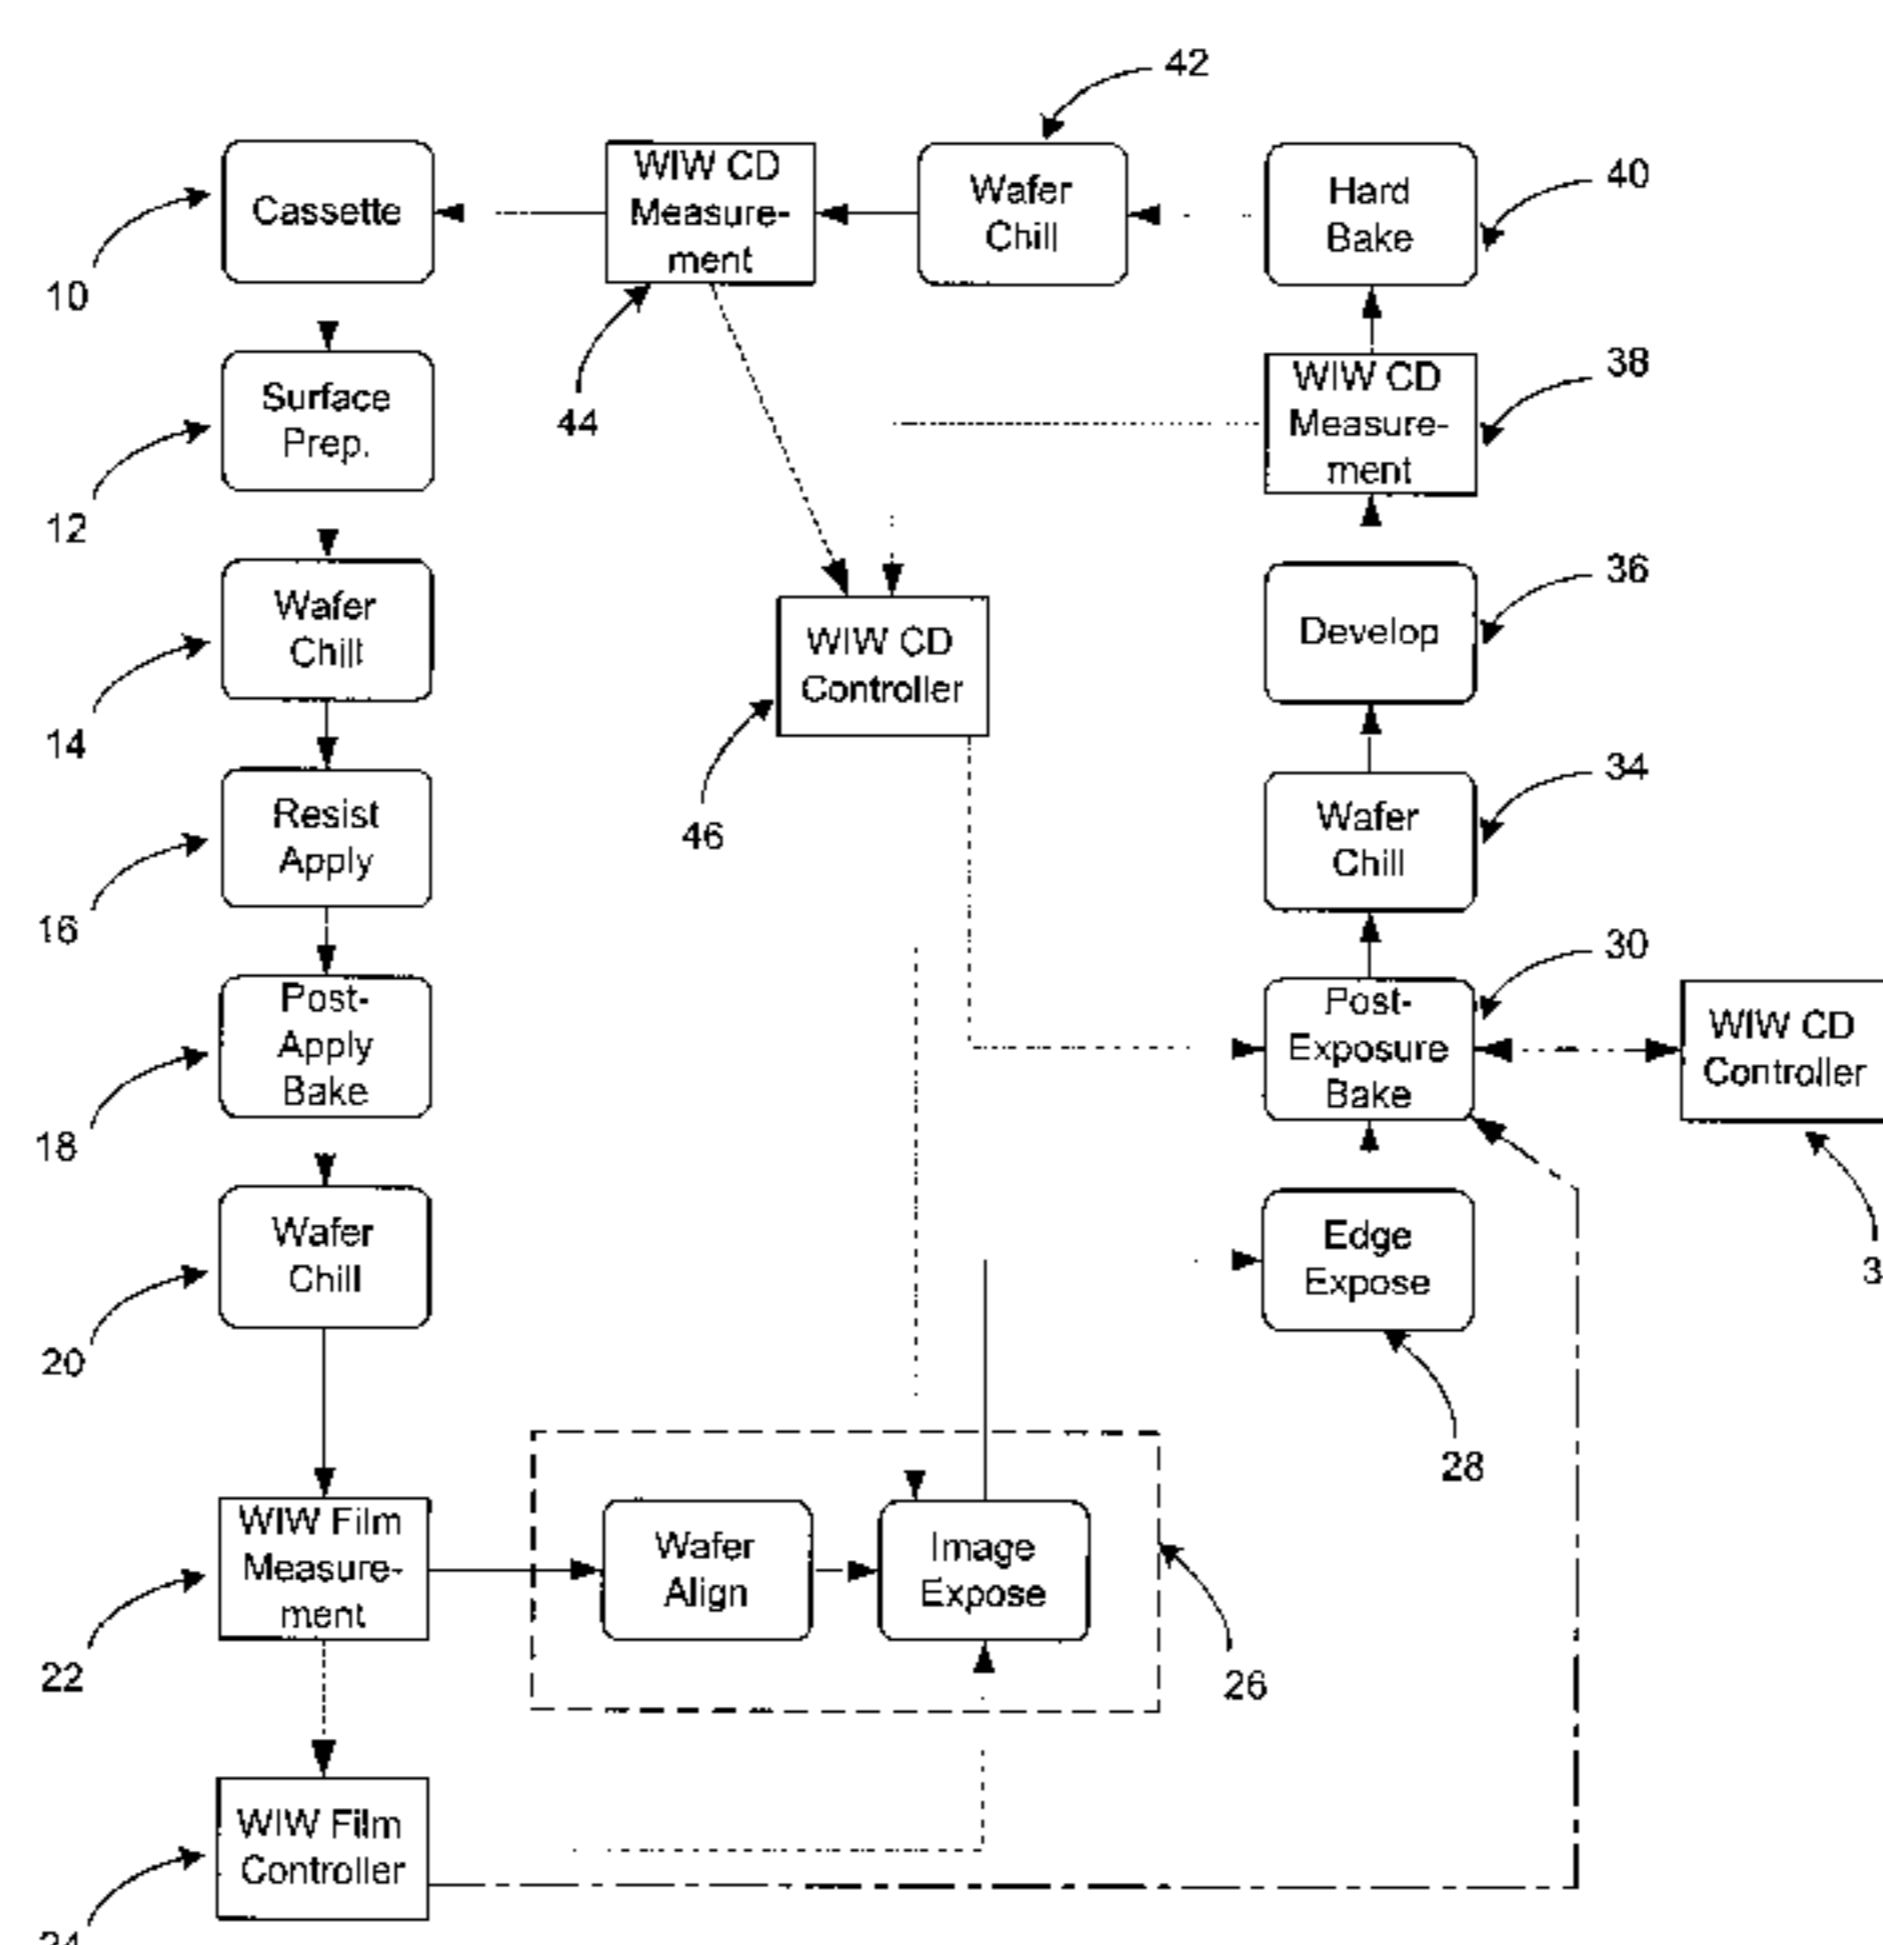 42
Cassette
10
WIW CD
Measure-
ment
44
Wafer
Chill
Hard
Bake
40
Surface
Prep.
12
WIW CD
Measure-
ment
38
Wafer
Chill
14
WIW CD
Controller
46
Develop
36
Resist
Apply
16
Wafer
Chill
34
Post-
Apply
Bake
18
Post-
Exposure
Bake
30
WIW CD
Controller
3
Wafer
Chill
20
Edge
Expose
28
WIW Film
Measure-
ment
22
Wafer
Align
Image
Expose
26
WIW Film
Controller
24